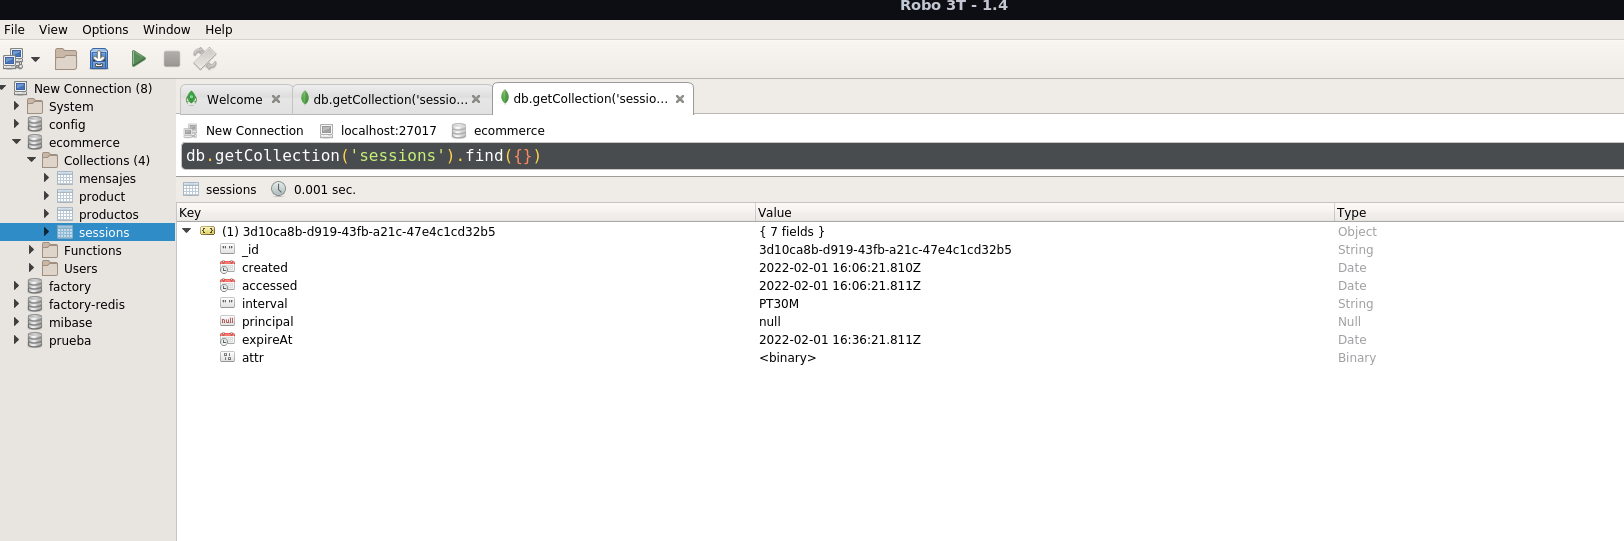 Robo 3T - 1.4
File View Options Window Help
New Connection (8)
System
config
ecommerce
Collections (4)
mensajes
product
productos
sessions
Functions
Users
factory
factory-redis
mibase
prueba
Welcome db.getCollection('sessio... db.getCollection('sessio...
New Connection localhost:27017 ecommerce
db.getCollection('sessions').find({})
sessions 0.001 sec.
Key Value Type
(1) 3d10ca8b-d919-43fb-a21c-47e4c1cd32b5 { 7 fields } Object
_id 3d10ca8b-d919-43fb-a21c-47e4c1cd32b5 String
created 2022-02-01 16:06:21.810Z Date
accessed 2022-02-01 16:06:21.811Z Date
interval PT30M String
principal null Null
expireAt 2022-02-01 16:36:21.811Z Date
attr <binary> Binary